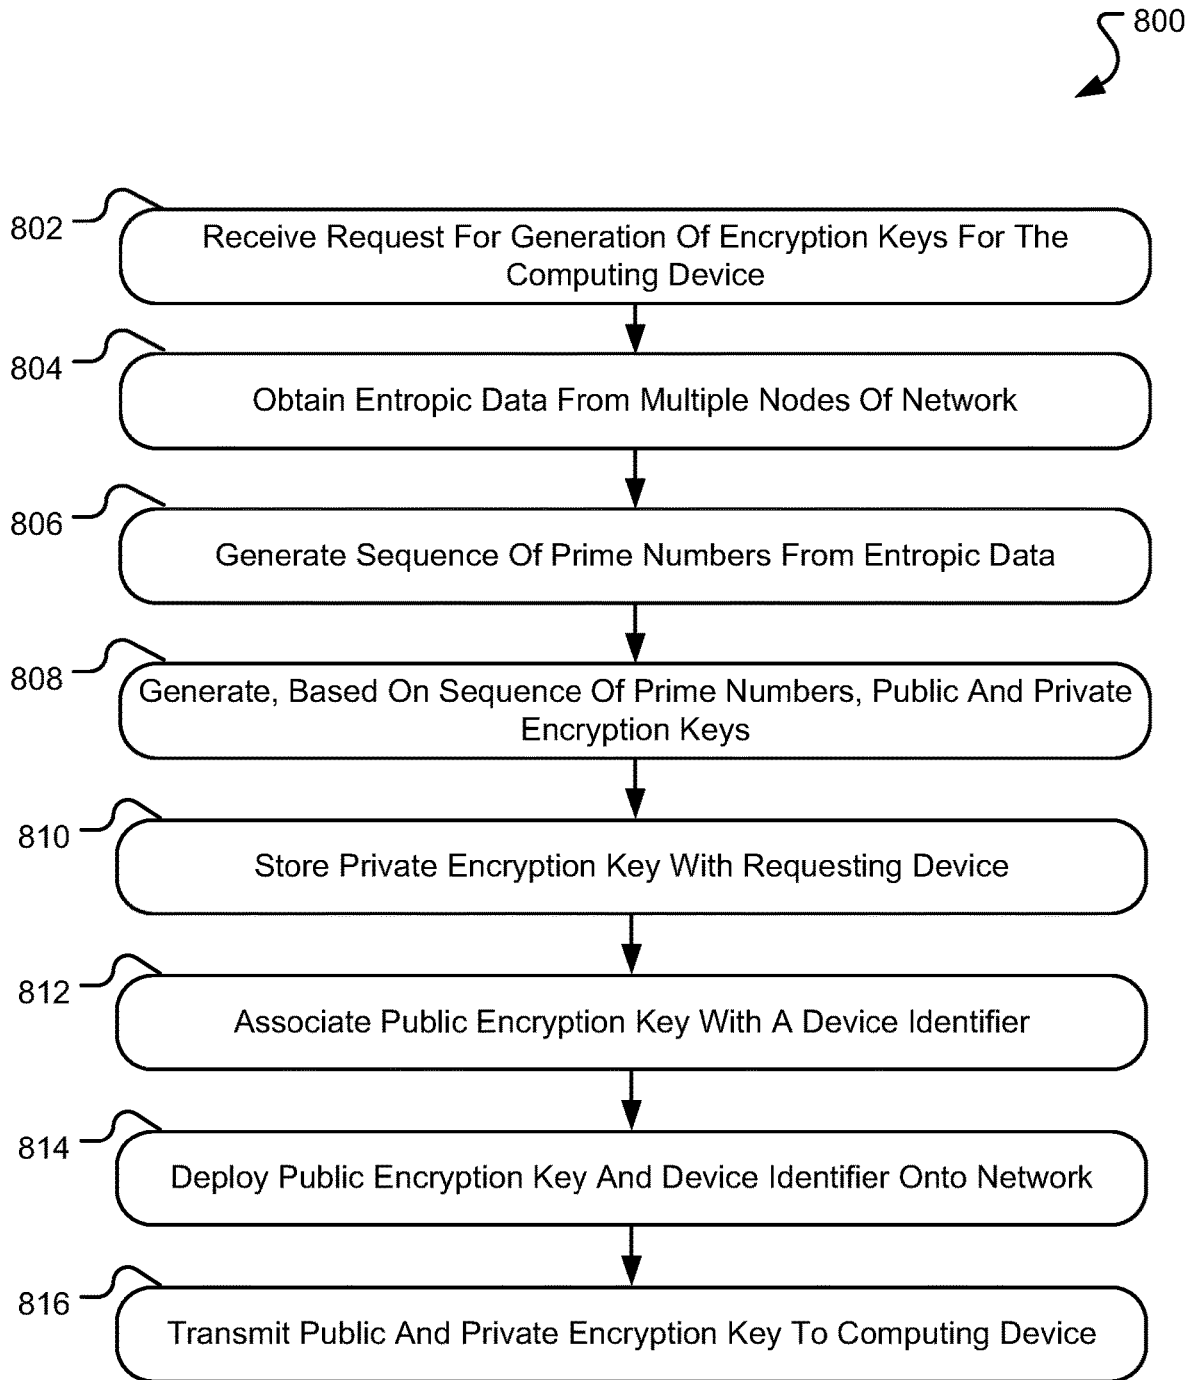 800
802
Receive Request For Generation Of Encryption Keys For The
Computing Device
804
Obtain Entropic Data From Multiple Nodes Of Network
806
Generate Sequence Of Prime Numbers From Entropic Data
808
Generate, Based On Sequence Of Prime Numbers, Public And Private
Encryption Keys
810
Store Private Encryption Key With Requesting Device
812
Associate Public Encryption Key With A Device Identifier
814
Deploy Public Encryption Key And Device Identifier Onto Network
816
Transmit Public And Private Encryption Key To Computing Device